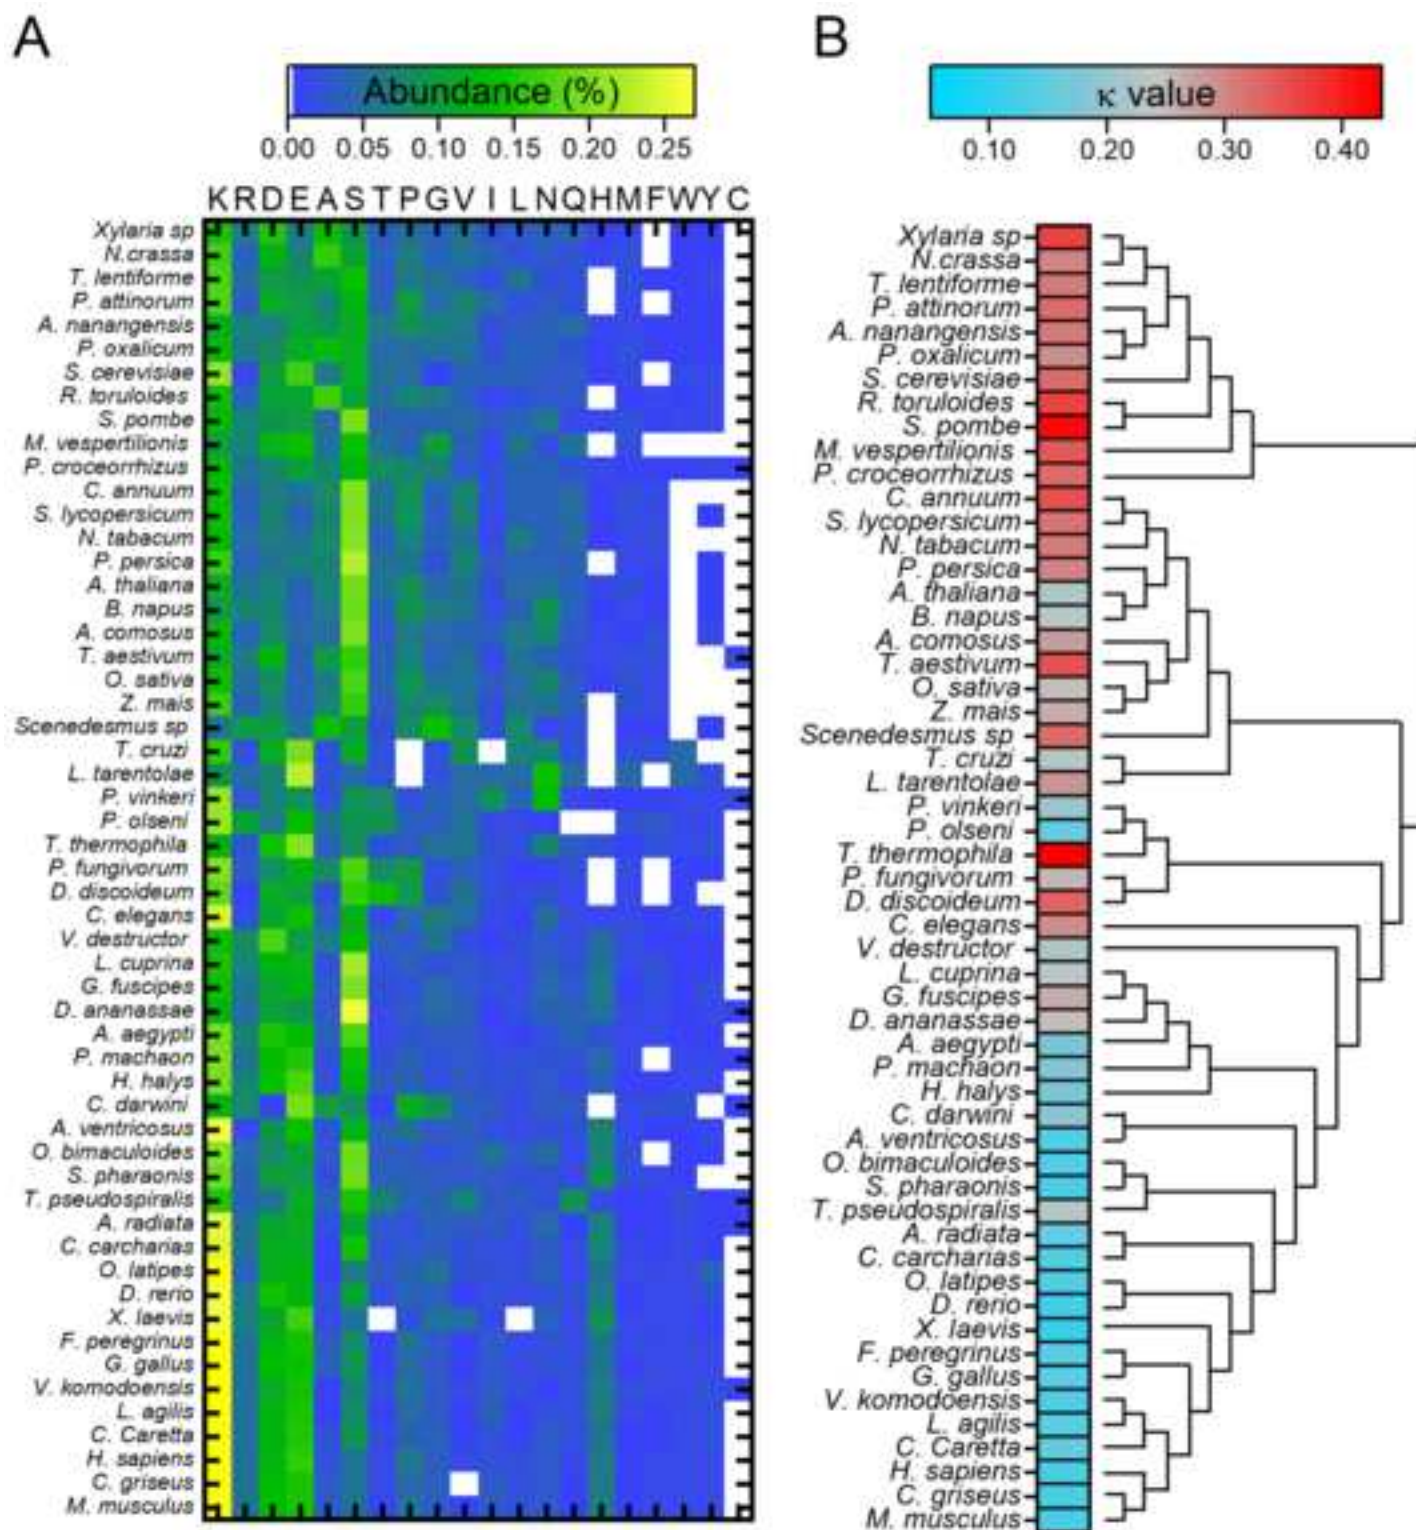 A
Abundance (%)
0.00 0.05 0.10 0.15 0.20 0.25
K R D E A S T P G V I L N Q H M F W Y C
Xylaria sp
N.crassa
T. lentiforme
P. attinorum
A. nanangensis
P. oxalicum
S. cerevisiae
R. toruloides
S. pombe
M. vespertilionis
P. croceorrhizus
C. annuum
S. lycopersicum
N. tabacum
P. persica
A. thaliana
B. napus
A. comosus
T. aestivum
O. sativa
Z. mais
Scenedesmus sp
T. cruzi
L. tarentolae
P. vinkeri
P. olseni
T. thermophila
P. fungivorum
D. discoideum
C. elegans
V. destructor
L. cuprina
G. fuscipes
D. ananassae
A. aegypti
P. machaon
H. halys
C. darwini
A. ventricosus
O. bimaculoides
S. pharaonis
T. pseudospiralis
A. radiata
C. carcharias
O. latipes
D. rerio
X. laevis
F. peregrinus
G. gallus
V. komodoensis
L. agilis
C. Caretta
H. sapiens
C. griseus
M. musculus
B
κ value
0.10 0.20 0.30 0.40
Xylaria sp
N.crassa
T. lentiforme
P. attinorum
A. nanangensis
P. oxalicum
S. cerevisiae
R. toruloides
S. pombe
M. vespertilionis
P. croceorrhizus
C. annuum
S. lycopersicum
N. tabacum
P. persica
A. thaliana
B. napus
A. comosus
T. aestivum
O. sativa
Z. mais
Scenedesmus sp
T. cruzi
L. tarentolae
P. vinkeri
P. olseni
T. thermophila
P. fungivorum
D. discoideum
C. elegans
V. destructor
L. cuprina
G. fuscipes
D. ananassae
A. aegypti
P. machaon
H. halys
C. darwini
A. ventricosus
O. bimaculoides
S. pharaonis
T. pseudospiralis
A. radiata
C. carcharias
O. latipes
D. rerio
X. laevis
F. peregrinus
G. gallus
V. komodoensis
L. agilis
C. Caretta
H. sapiens
C. griseus
M. musculus